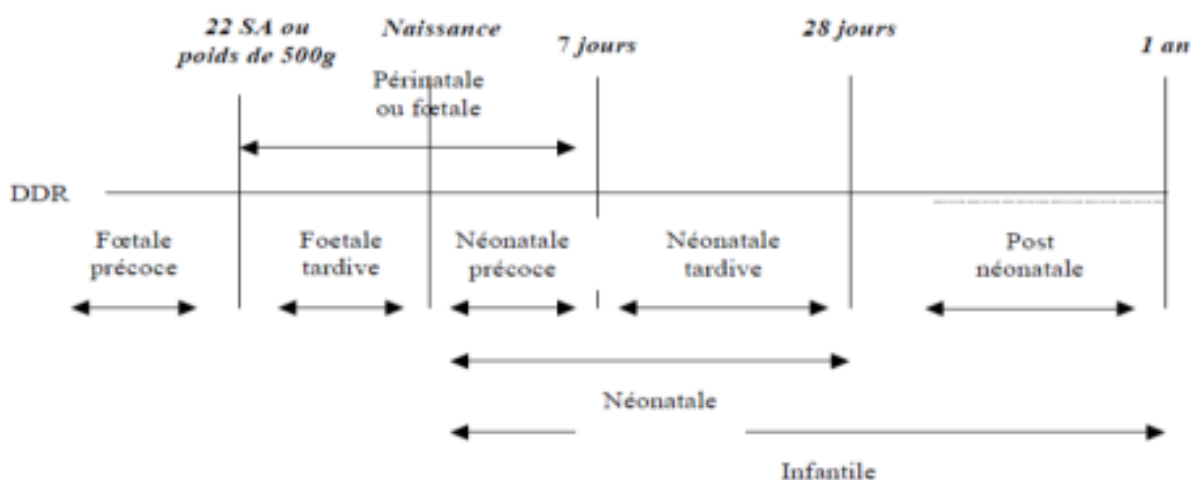 22 S.A ou
poids de 500g
Naissance
7 jours
28 jours
1 an
Périnatale
ou fœtale
DDR
Fœtale
précoce
Foetale
tardive
Néonatale
précoce
Néonatale
tardive
Post
néonatale
Néonatale
Infantile